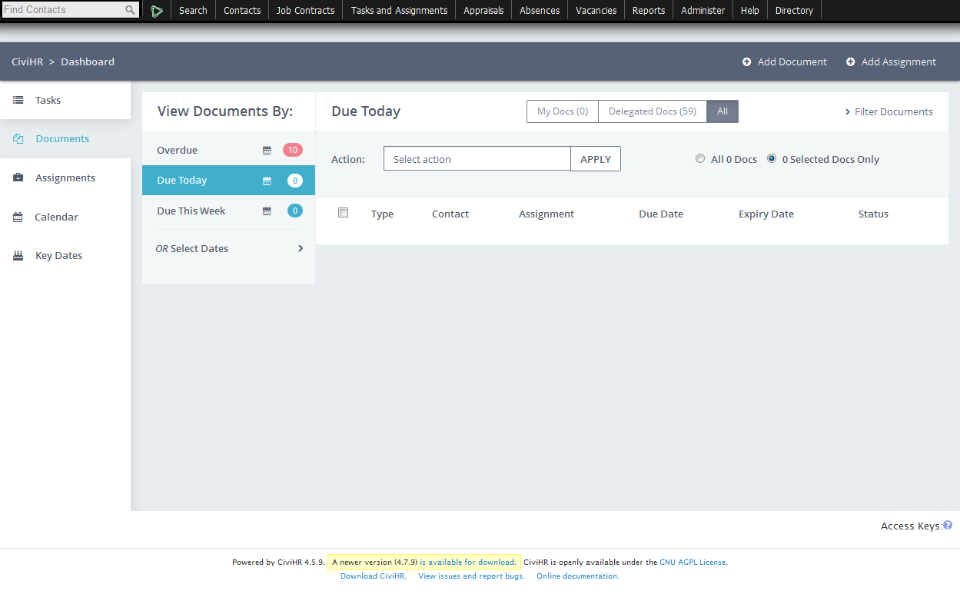 Find Contacts Search Contacts Job Contracts Tasks and Assignments Appraisals Absences Vacancies Reports Administer Help Directory
CiviHR > Dashboard Add Document Add Assignment
Tasks
Documents
Assignments
Calendar
Key Dates
View Documents By:
Overdue 10
Due Today 0
Due This Week 0
OR Select Dates
Due Today My Docs (0) Delegated Docs (59) All Filter Documents
Action: Select action APPLY All 0 Docs 0 Selected Docs Only
Type Contact Assignment Due Date Expiry Date Status
Access Keys:?
Powered by CiviHR 4.5.9. A newer version (4.7.9) is available for download. CiviHR is openly available under the GNU AGPL License.
Download CiviHR. View issues and report bugs. Online documentation.